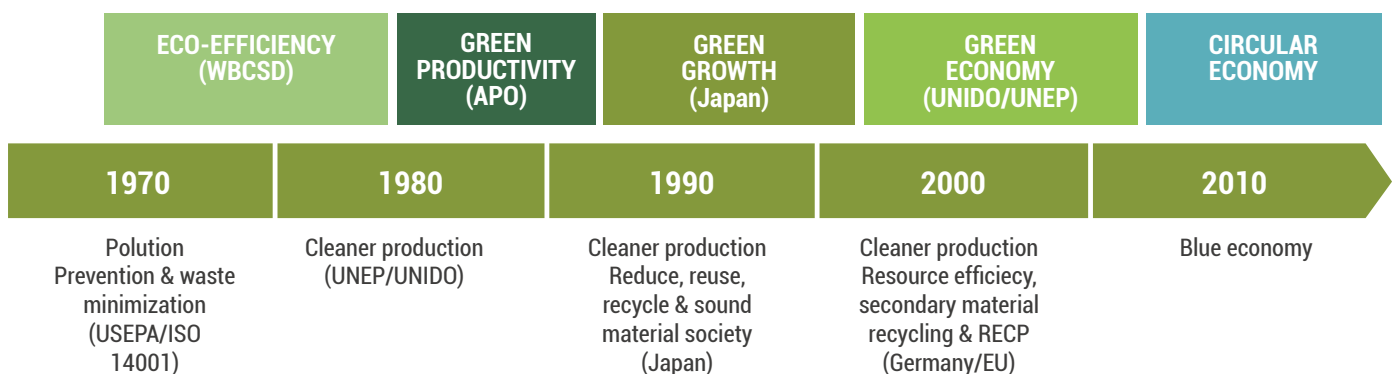 ECO-EFFICIENCY
(WBCSD)
GREEN
PRODUCTIVITY
(APO)
GREEN
GROWTH
(Japan)
GREEN
ECONOMY
(UNIDO/UNEP)
CIRCULAR
ECONOMY
1970
1980
1990
2000
2010
Polution
Prevention & waste
minimization
(USEPA/ISO
14001)
Cleaner production
(UNEP/UNIDO)
Cleaner production
Reduce, reuse,
recycle & sound
material society
(Japan)
Cleaner production
Resource efficiecy,
secondary material
recycling & RECP
(Germany/EU)
Blue economy